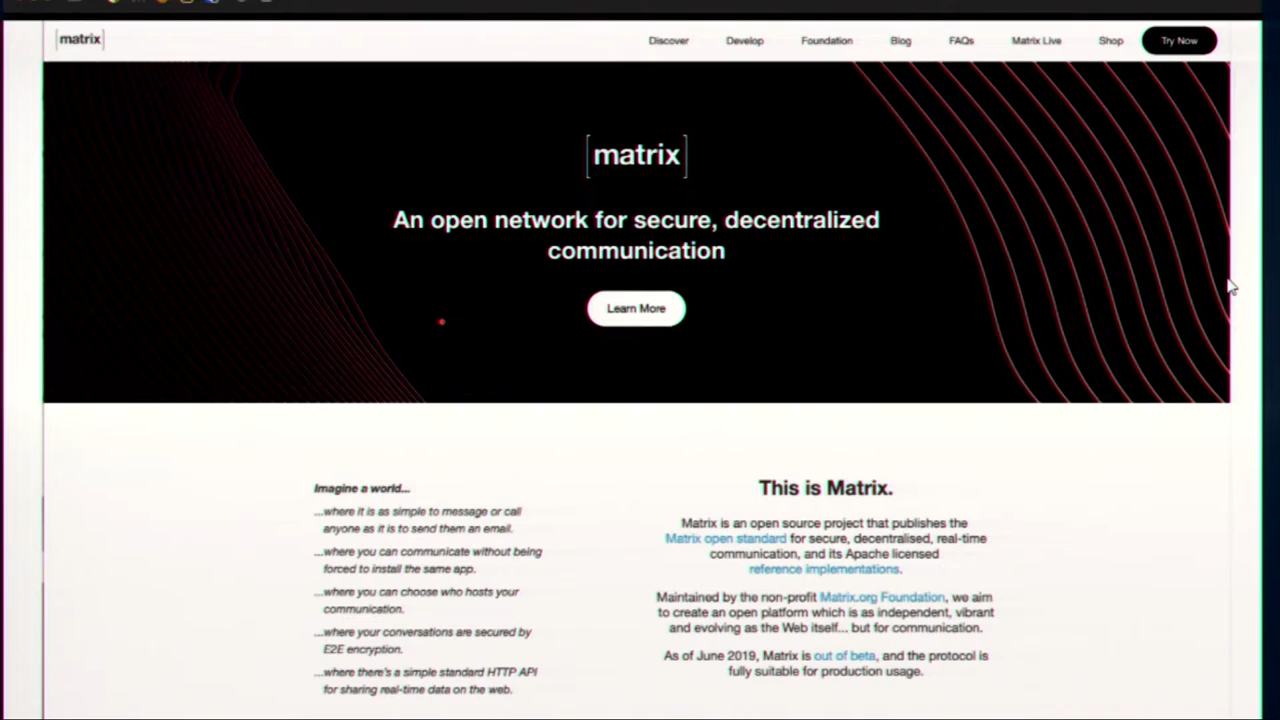 [matrix]
Discover Develop Foundation Blog FAQs Matrix Live Shop Try Now
[matrix]
An open network for secure, decentralized
communication
Learn More
Imagine a world...
...where it is as simple to message or call
anyone as it is to send them an email.
...where you can communicate without being
forced to install the same app.
...where you can choose who hosts your
communication.
...where your conversations are secured by
E2E encryption.
...where there's a simple standard HTTP API
for sharing real-time data on the web.
This is Matrix.
Matrix is an open source project that publishes the
Matrix open standard for secure, decentralised, real-time
communication, and its Apache licensed
reference implementations.
Maintained by the non-profit Matrix.org Foundation, we aim
to create an open platform which is as independent, vibrant
and evolving as the Web itself... but for communication.
As of June 2019, Matrix is out of beta, and the protocol is
fully suitable for production usage.